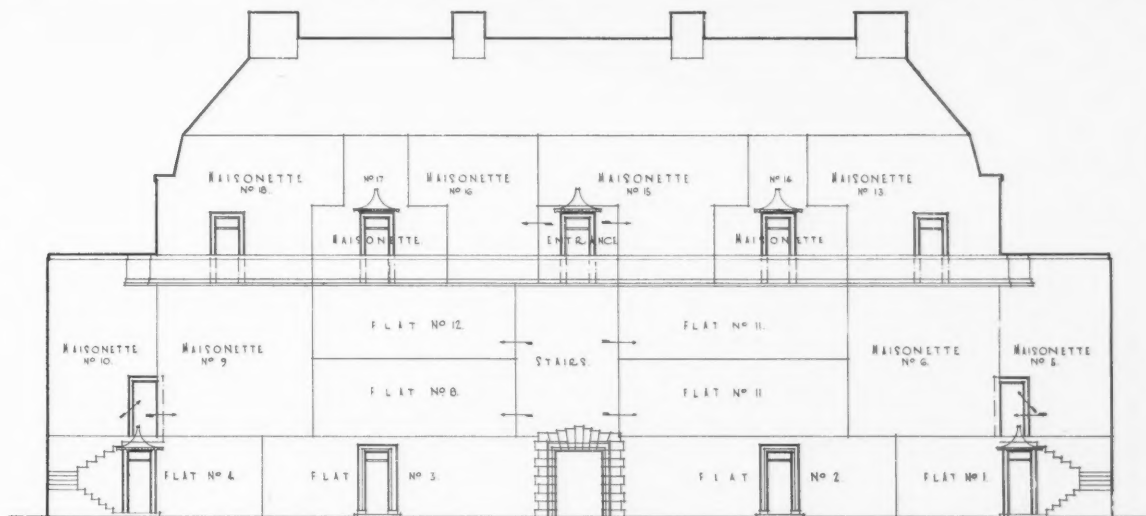 MAISONETTE
No 18.
No 17
MAISONETTE
No 16.
MAISONETTE
No 15
No 14
MAISONETTE
No 13.
MAISONETTE
ENTRANCE
MAISONETTE
MAISONETTE
No 10.
MAISONETTE
No 9
FLAT No 12.
FLAT No 11.
STAIRS.
FLAT No 8.
FLAT No 11
MAISONETTE
No 6.
MAISONETTE
No 5.
FLAT No 4.
FLAT No 3.
FLAT No 2.
FLAT No 1.